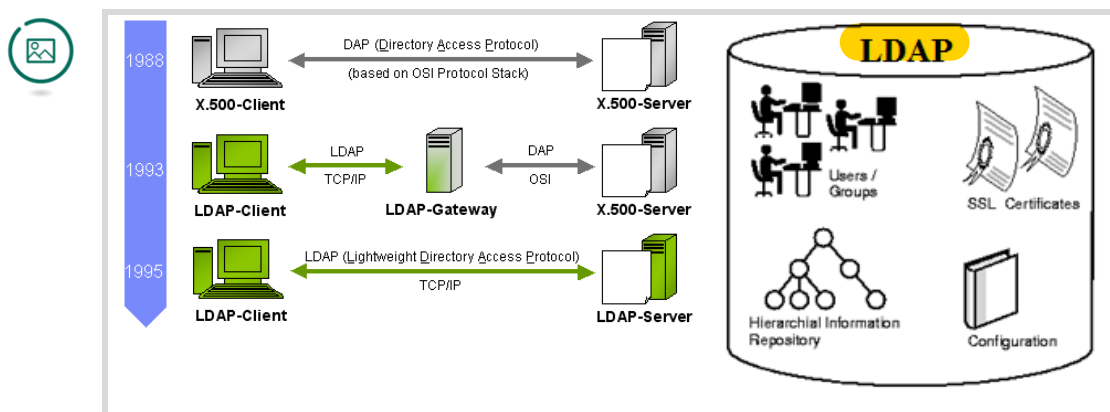 1988
DAP (Directory Access Protocol)
(based on OSI Protocol Stack)
X.500-Client
X.500-Server
1993
LDAP
TCP/IP
DAP
OSI
LDAP-Client
LDAP-Gateway
X.500-Server
1995
LDAP (Lightweight Directory Access Protocol)
TCP/IP
LDAP-Client
LDAP-Server
LDAP
Users /
Groups
SSL Certificates
Hierarchial Information
Repository
Configuration